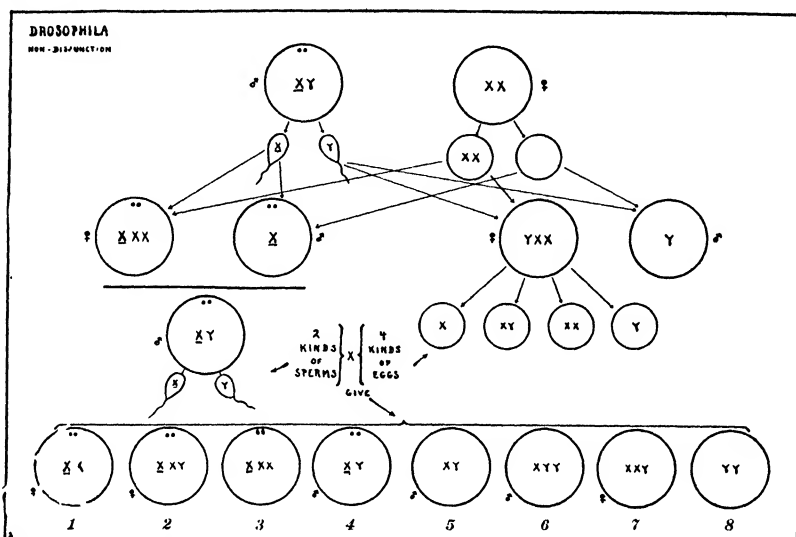 DROSOPHILA
NON-DISJUNCTION
♂ XY XX ♀
X Y XX
♀ XXX X ♂ ♀ YXX Y ♂
X XY XX Y
♂ XY
X Y
2 KINDS OF SPERMS X 4 KINDS OF EGGS
GIVE
♀ X ♀ XXY XXX ♂ XY ♂ XY ♂ XYY ♀ XXY YY
1 2 3 4 5 6 7 8